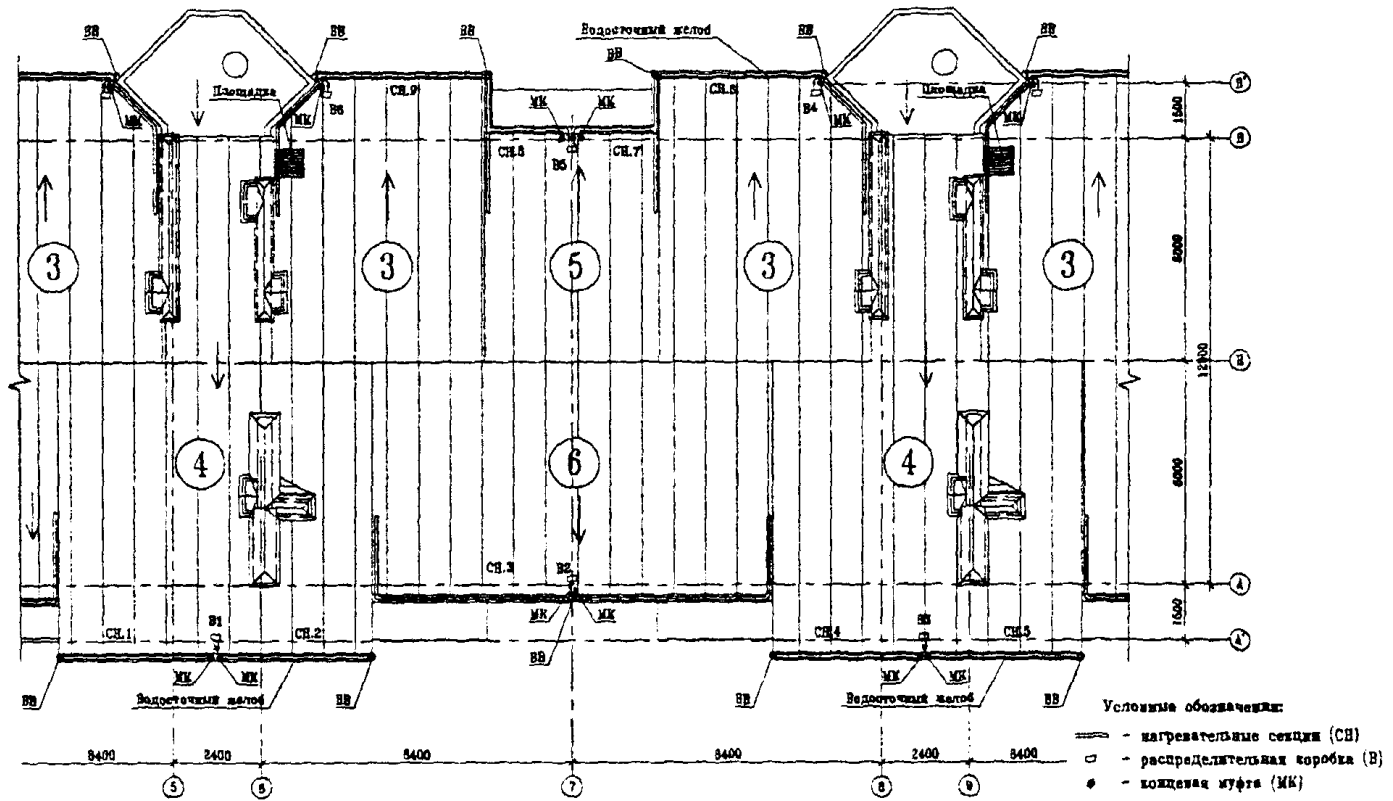 ВВ
ВВ
ВВ
Водосточный желоб
ВВ
ВВ
ВВ
Площадка
СН.9
МК
МК
СН.6
Площадка
В'
МК
МК
В6
В4
МК
МК
1500
СН.8
В5
СН.7
В
3
3
5
3
3
6000
12000
4
6
4
6000
СН.3
В2
А
МК
МК
1500
СН.1
В1
СН.2
СН.4
В3
СН.5
А'
ВВ
МК
МК
МК
МК
ВВ
Водосточный желоб
ВВ
ВВ
Водосточный желоб
ВВ
Условные обозначения:
- нагревательные секции (СН)
- распределительная коробка (В)
- концевая муфта (МК)
8400
2400
8400
8400
2400
8400
5
6
7
8
9